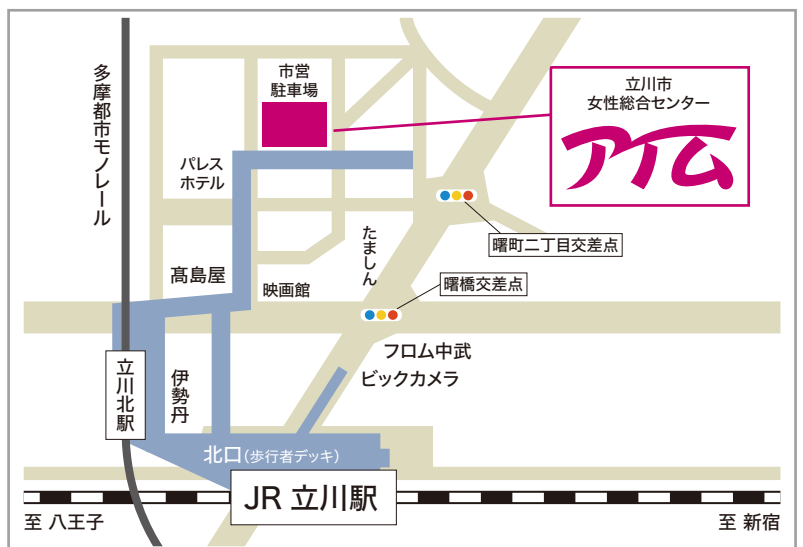 多摩都市モノレール
市営
駐車場
立川市
女性総合センター
アイム
パレス
ホテル
曙町二丁目交差点
たましん
髙島屋
映画館
曙橋交差点
フロム中武
ビックカメラ
立川北駅
伊勢丹
北口(歩行者デッキ)
JR 立川駅
至 八王子
至 新宿